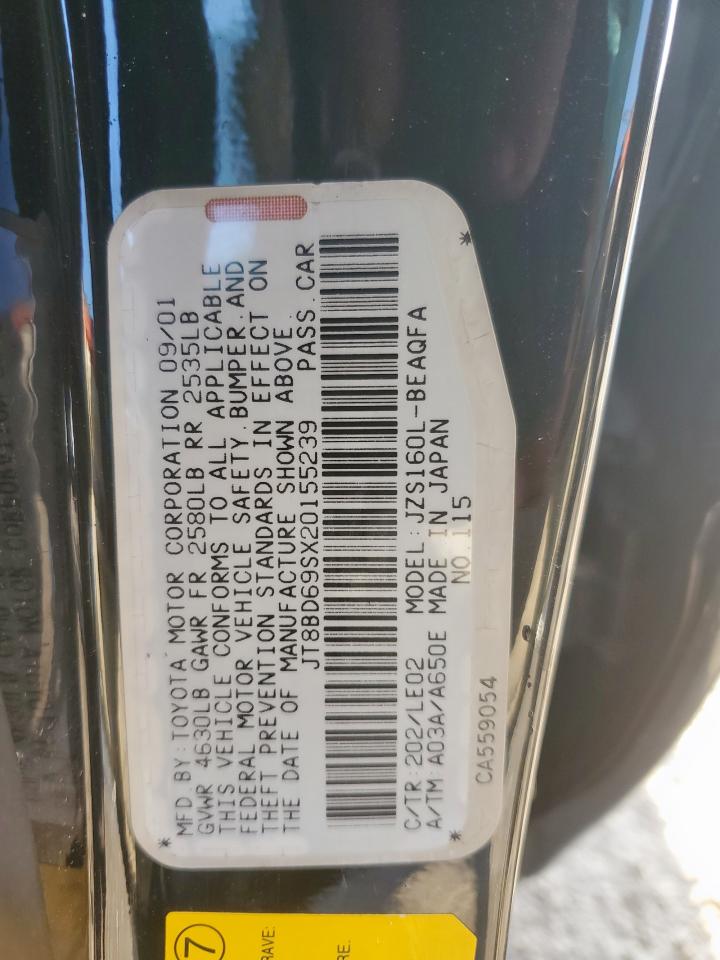 MFD.BY:TOYOTA MOTOR CORPORATION 09/01
GVWR 4630LB GAWR FR 2580LB RR 2535LB
THIS VEHICLE CONFORMS TO ALL APPLICABLE
FEDERAL MOTOR VEHICLE SAFETY,BUMPER,AND
THEFT PREVENTION STANDARDS IN EFFECT ON
THE DATE OF MANUFACTURE SHOWN ABOVE.
JT8BD69SX20155239 PASS.CAR
C/TR:202/LE02 MODEL:JZS160L-BEAQFA
A/TM:A03A/A650E MADE IN JAPAN
NO.115
CA559054
7
RAVE:
RE.